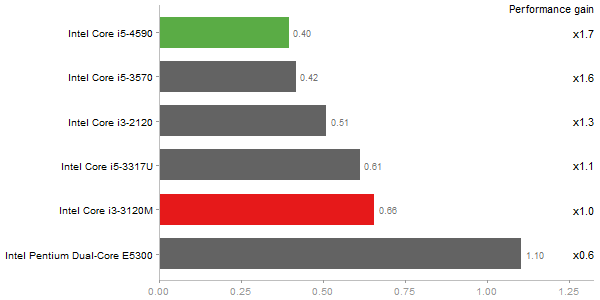 Performance gain
Intel Core i5-4590 0.40 x1.7
Intel Core i5-3570 0.42 x1.6
Intel Core i3-2120 0.51 x1.3
Intel Core i5-3317U 0.61 x1.1
Intel Core i3-3120M 0.66 x1.0
Intel Pentium Dual-Core E5300 1.10 x0.6
0.00 0.25 0.50 0.75 1.00 1.25